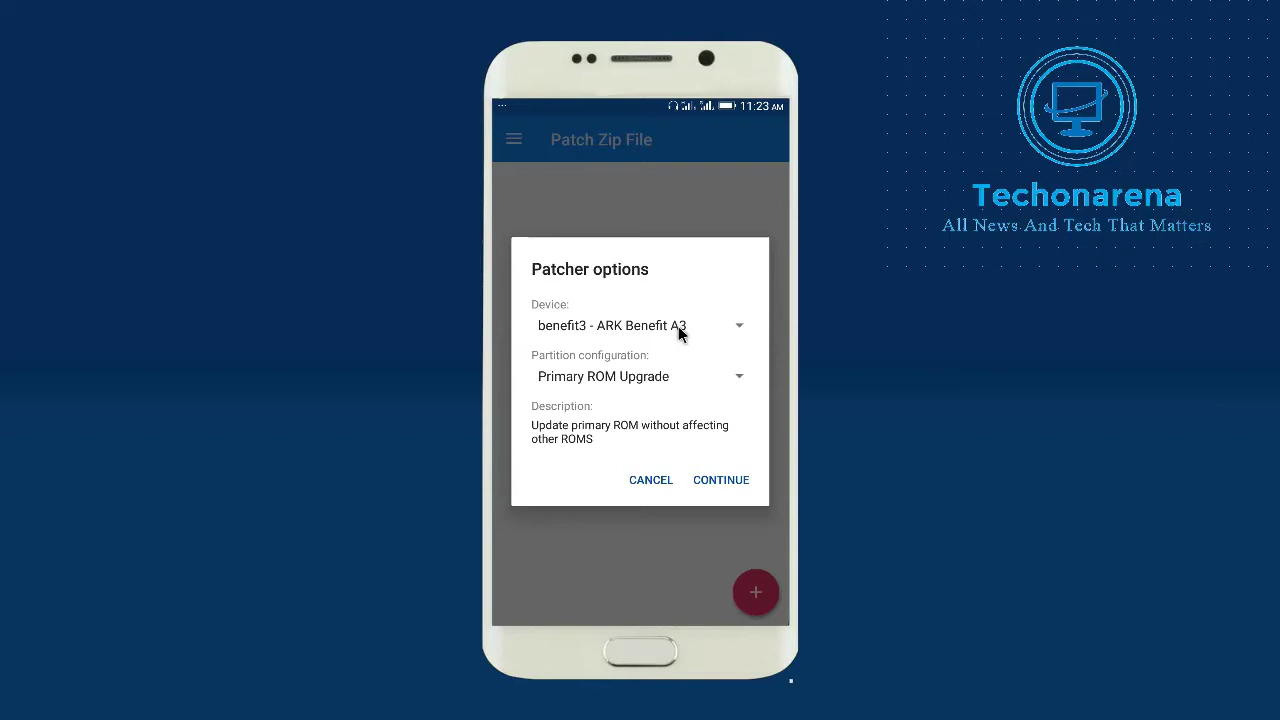 11:23 AM
Patch Zip File
Techonarena
All News And Tech That Matters
Patcher options
Device:
benefit3 - ARK Benefit A3
Partition configuration:
Primary ROM Upgrade
Description:
Update primary ROM without affecting
other ROMS
CANCEL CONTINUE